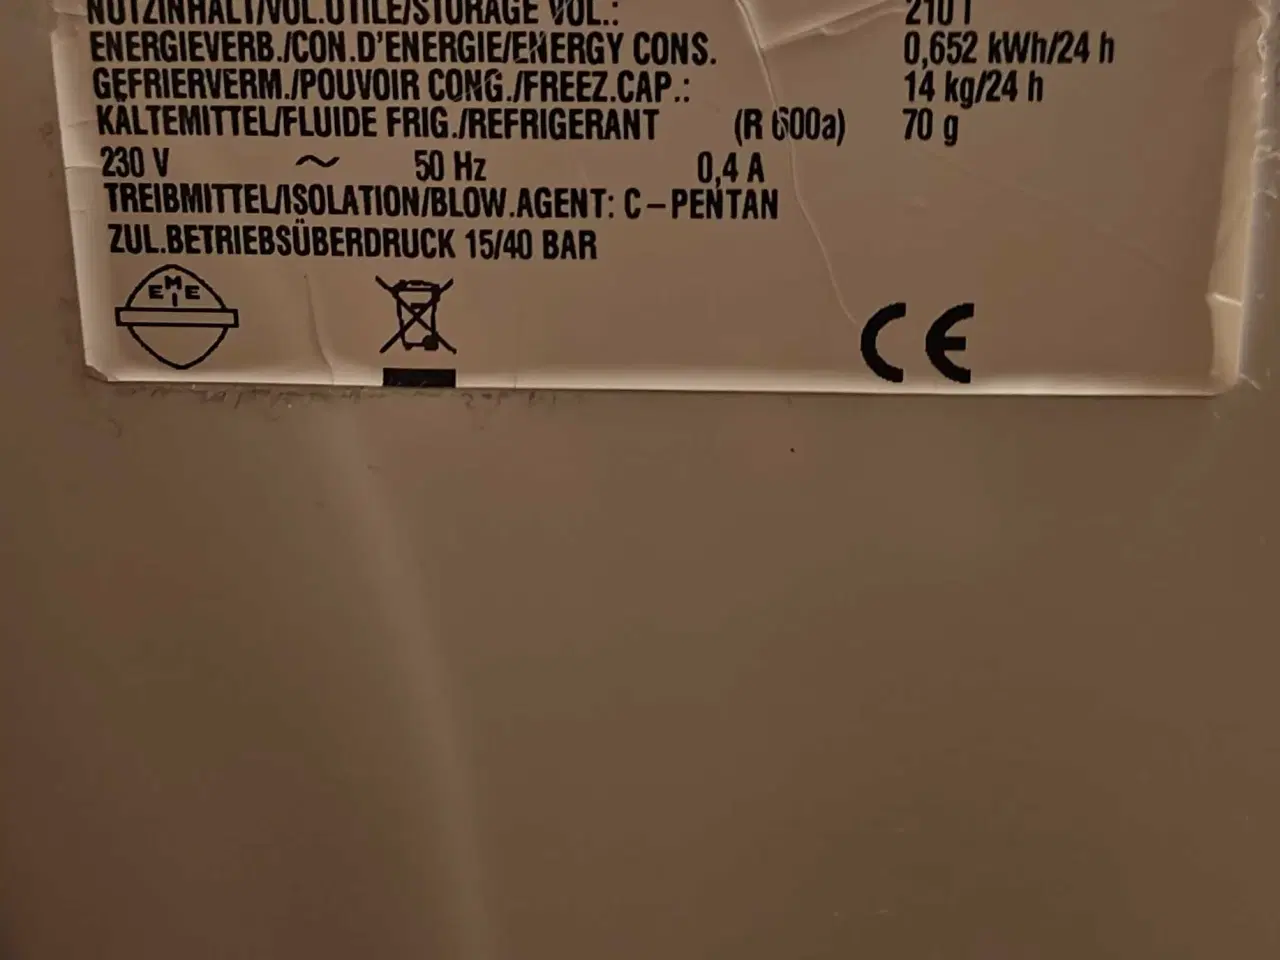 NUTZINHALT/VOL.UTILE/STORAGE VOL.: 210 l
ENERGIEVERB./CON.D'ENERGIE/ENERGY CONS. 0,652 kWh/24 h
GEFRIERVERM./POUVOIR CONG./FREEZ.CAP.: 14 kg/24 h
KÄLTEMITTEL/FLUIDE FRIG./REFRIGERANT (R 600a) 70 g
230 V ~ 50 Hz 0,4 A
TREIBMITTEL/ISOLATION/BLOW.AGENT: C-PENTAN
ZUL.BETRIEBSÜBERDRUCK 15/40 BAR
EMEI
CE